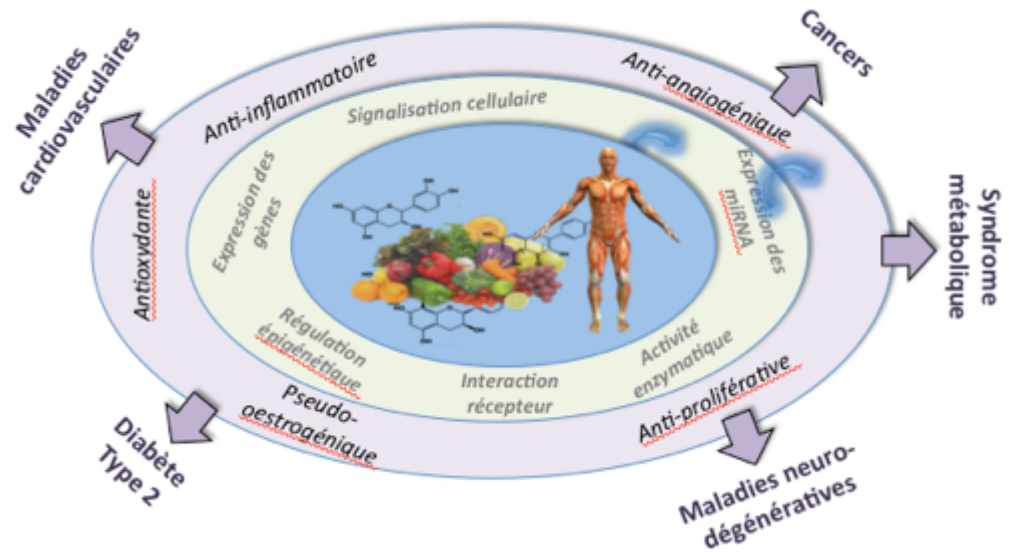 Maladies
cardiovasculaires
Cancers
Anti-inflammatoire
Anti-angiogénique
Signalisation cellulaire
Expression des
gènes
Expression des
miRNA
Antioxydante
Syndrome
métabolique
Régulation
épigénétique
Interaction
récepteur
Activité
enzymatique
Pseudo-
oestrogénique
Anti-proliférative
Diabète
Type 2
Maladies neuro-
dégénératives